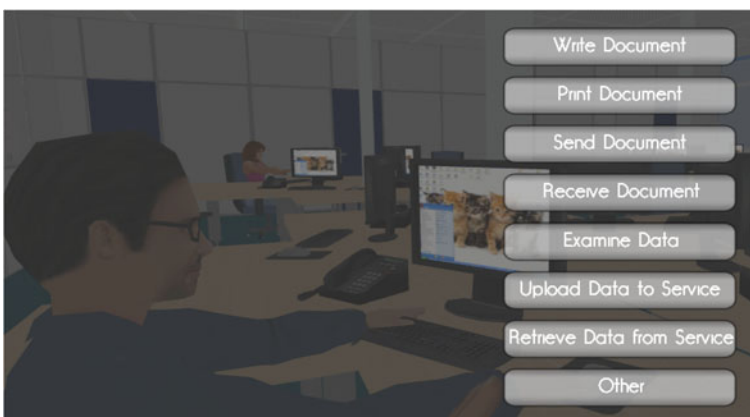 Write Document
Print Document
Send Document
Receive Document
Examine Data
Upload Data to Service
Retrieve Data from Service
Other